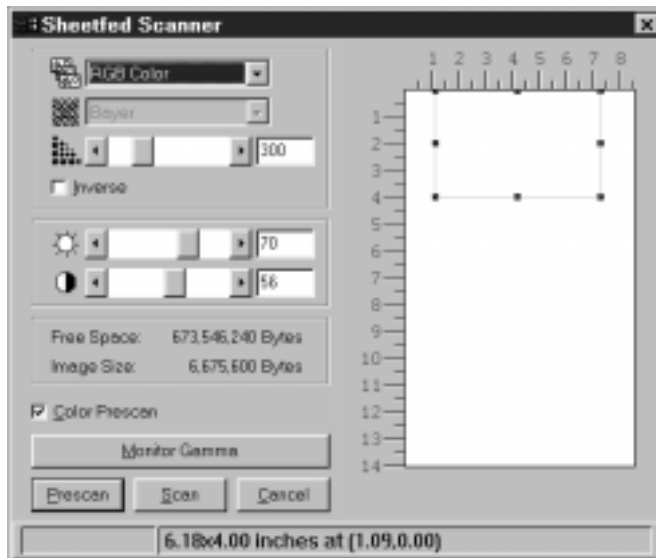 Sheetfed Scanner
RGB Color
Bayer
300
Inverse
70
56
Free Space: 673,546,240 Bytes
Image Size: 6,675,600 Bytes
Color Prescan
Monitor Gamma
Prescan Scan Cancel
1 2 3 4 5 6 7 8
1
2
3
4
5
6
7
8
9
10
11
12
13
14
6.18x4.00 inches at (1.09,0.00)